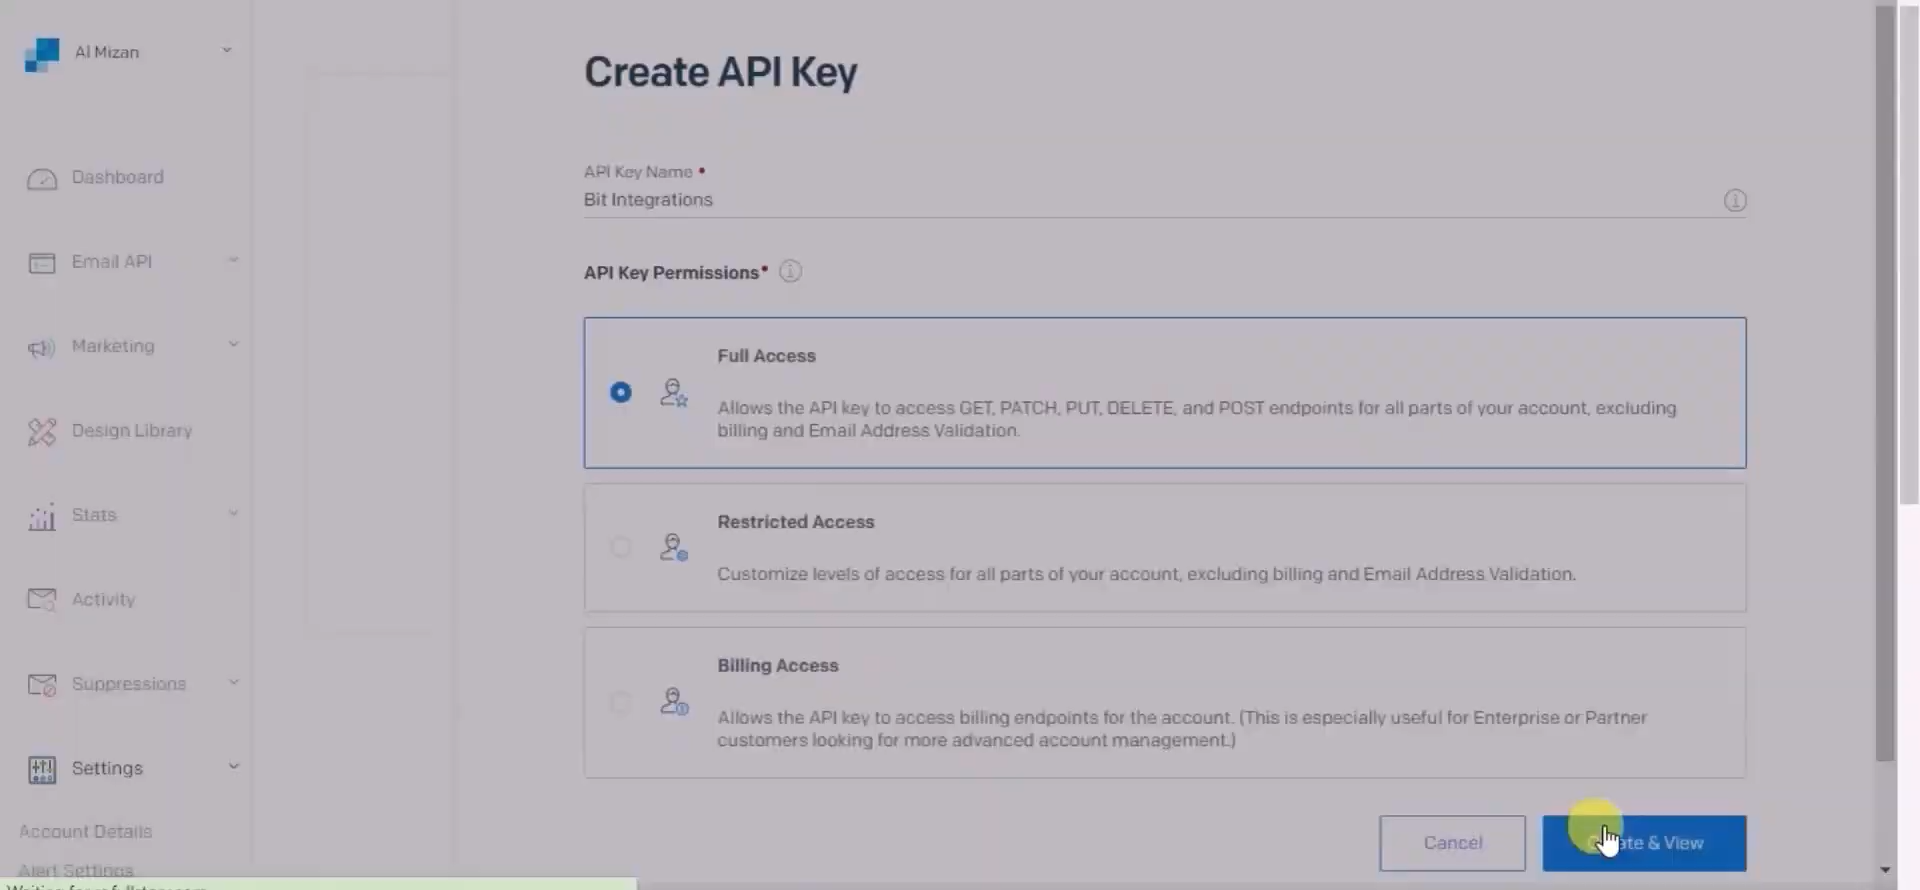 Al Mizan
Dashboard
Email API
Marketing
Design Library
Stats
Activity
Suppressions
Settings
Account Details
Alert Settings
Create API Key
API Key Name •
Bit Integrations
API Key Permissions•
Full Access
Allows the API key to access GET, PATCH, PUT, DELETE, and POST endpoints for all parts of your account, excluding
billing and Email Address Validation.
Restricted Access
Customize levels of access for all parts of your account, excluding billing and Email Address Validation.
Billing Access
Allows the API key to access billing endpoints for the account. (This is especially useful for Enterprise or Partner
customers looking for more advanced account management.)
Cancel
& View